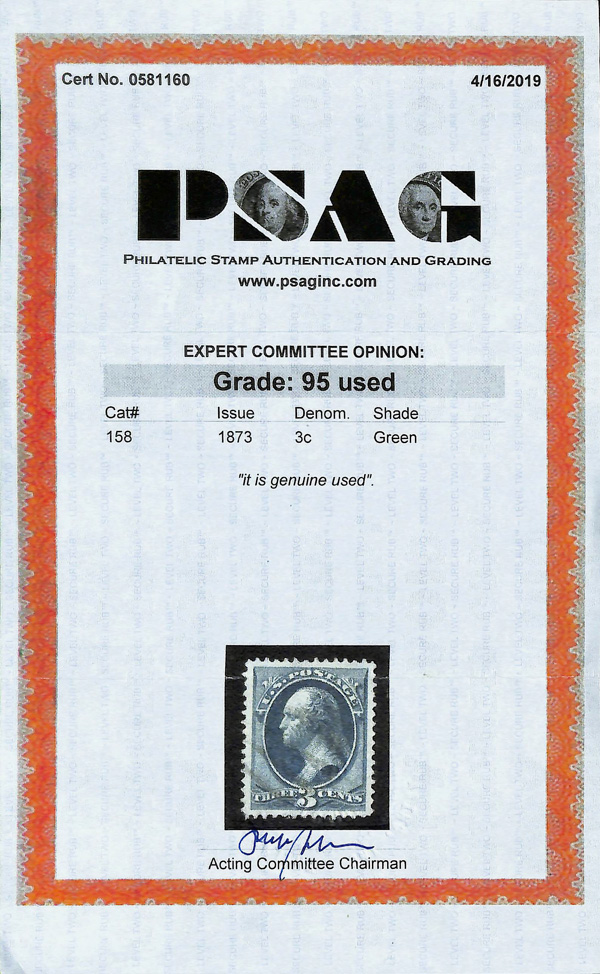 Cert No. 0581160 4/16/2019
PSAG
PHILATELIC STAMP AUTHENTICATION AND GRADING
www.psaginc.com
EXPERT COMMITTEE OPINION:
Grade: 95 used
Cat# Issue Denom. Shade
158 1873 3c Green
"it is genuine used".
U.S. POSTAGE
THREE 3 CENTS
Acting Committee Chairman